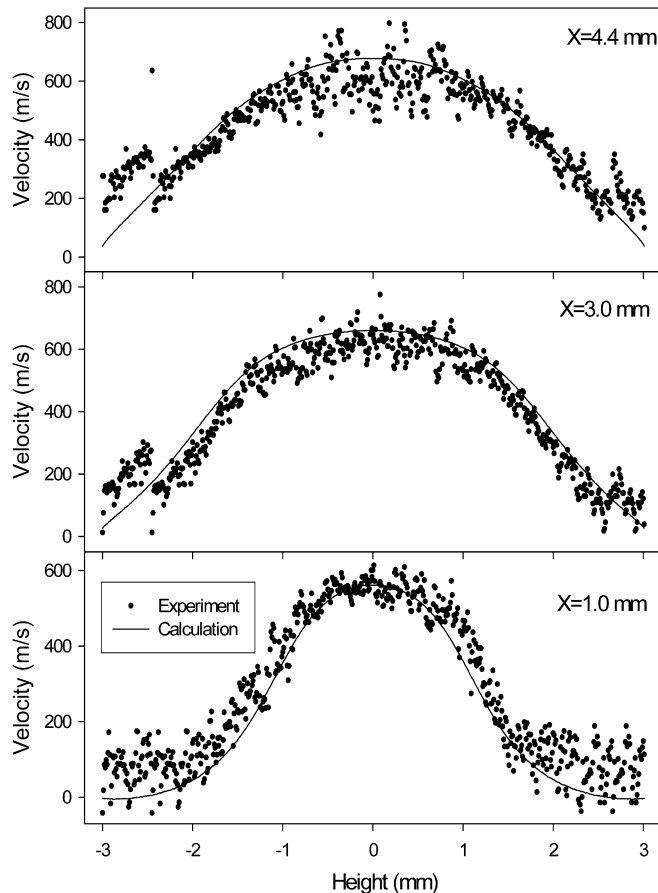 800
600
400
200
0
Velocity (m/s)
X=4.4 mm
800
600
400
200
0
Velocity (m/s)
X=3.0 mm
600
400
200
0
Velocity (m/s)
X=1.0 mm
Experiment
Calculation
-3 -2 -1 0 1 2 3
Height (mm)